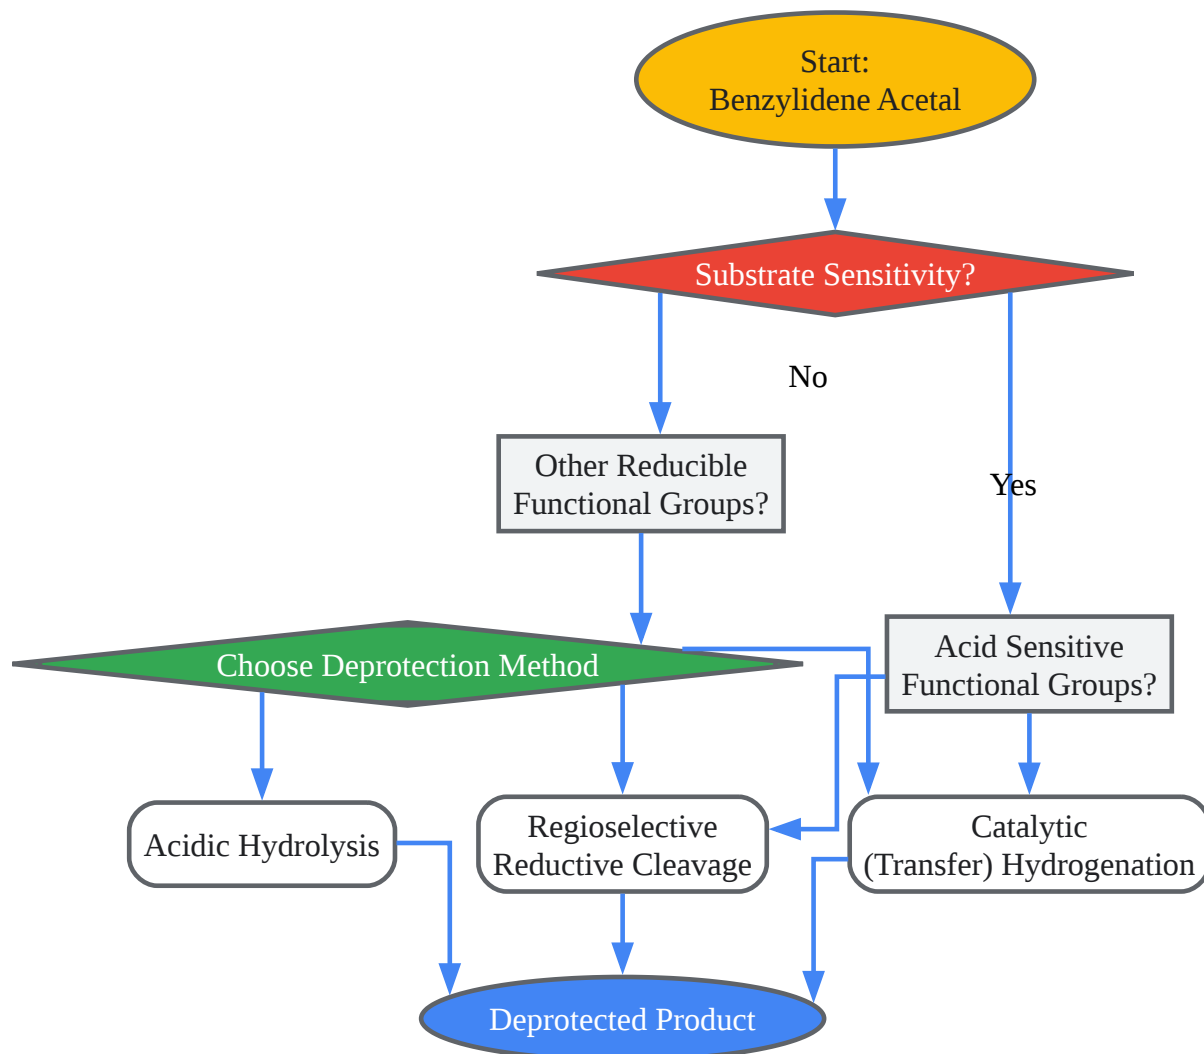 Start:
Benzylidene Acetal
Substrate Sensitivity?
No
Other Reducible
Functional Groups?
Yes
Choose Deprotection Method
Acid Sensitive
Functional Groups?
Acidic Hydrolysis
Regioselective
Reductive Cleavage
Catalytic
(Transfer) Hydrogenation
Deprotected Product